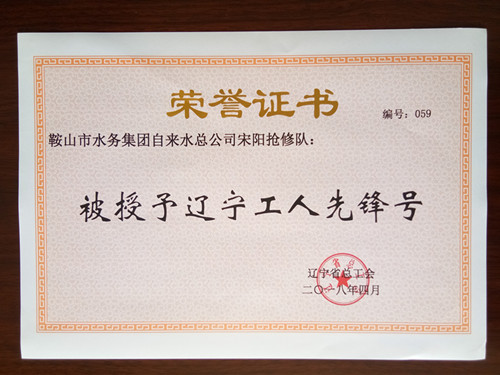 荣誉证书
编号：059
鞍山市水务集团自来水总公司宋阳抢修队：
被授予辽宁工人先锋号
辽宁省总工会
二〇一八年四月